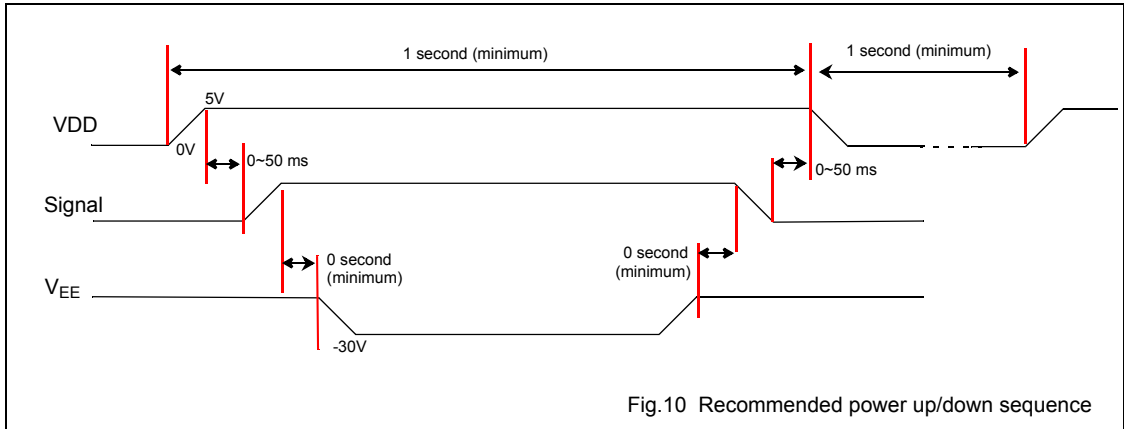 1 second (minimum)
1 second (minimum)
5V
VDD
0V
0~50 ms
0~50 ms
Signal
0 second
(minimum)
0 second
(minimum)
VEE
-30V
Fig.10 Recommended power up/down sequence